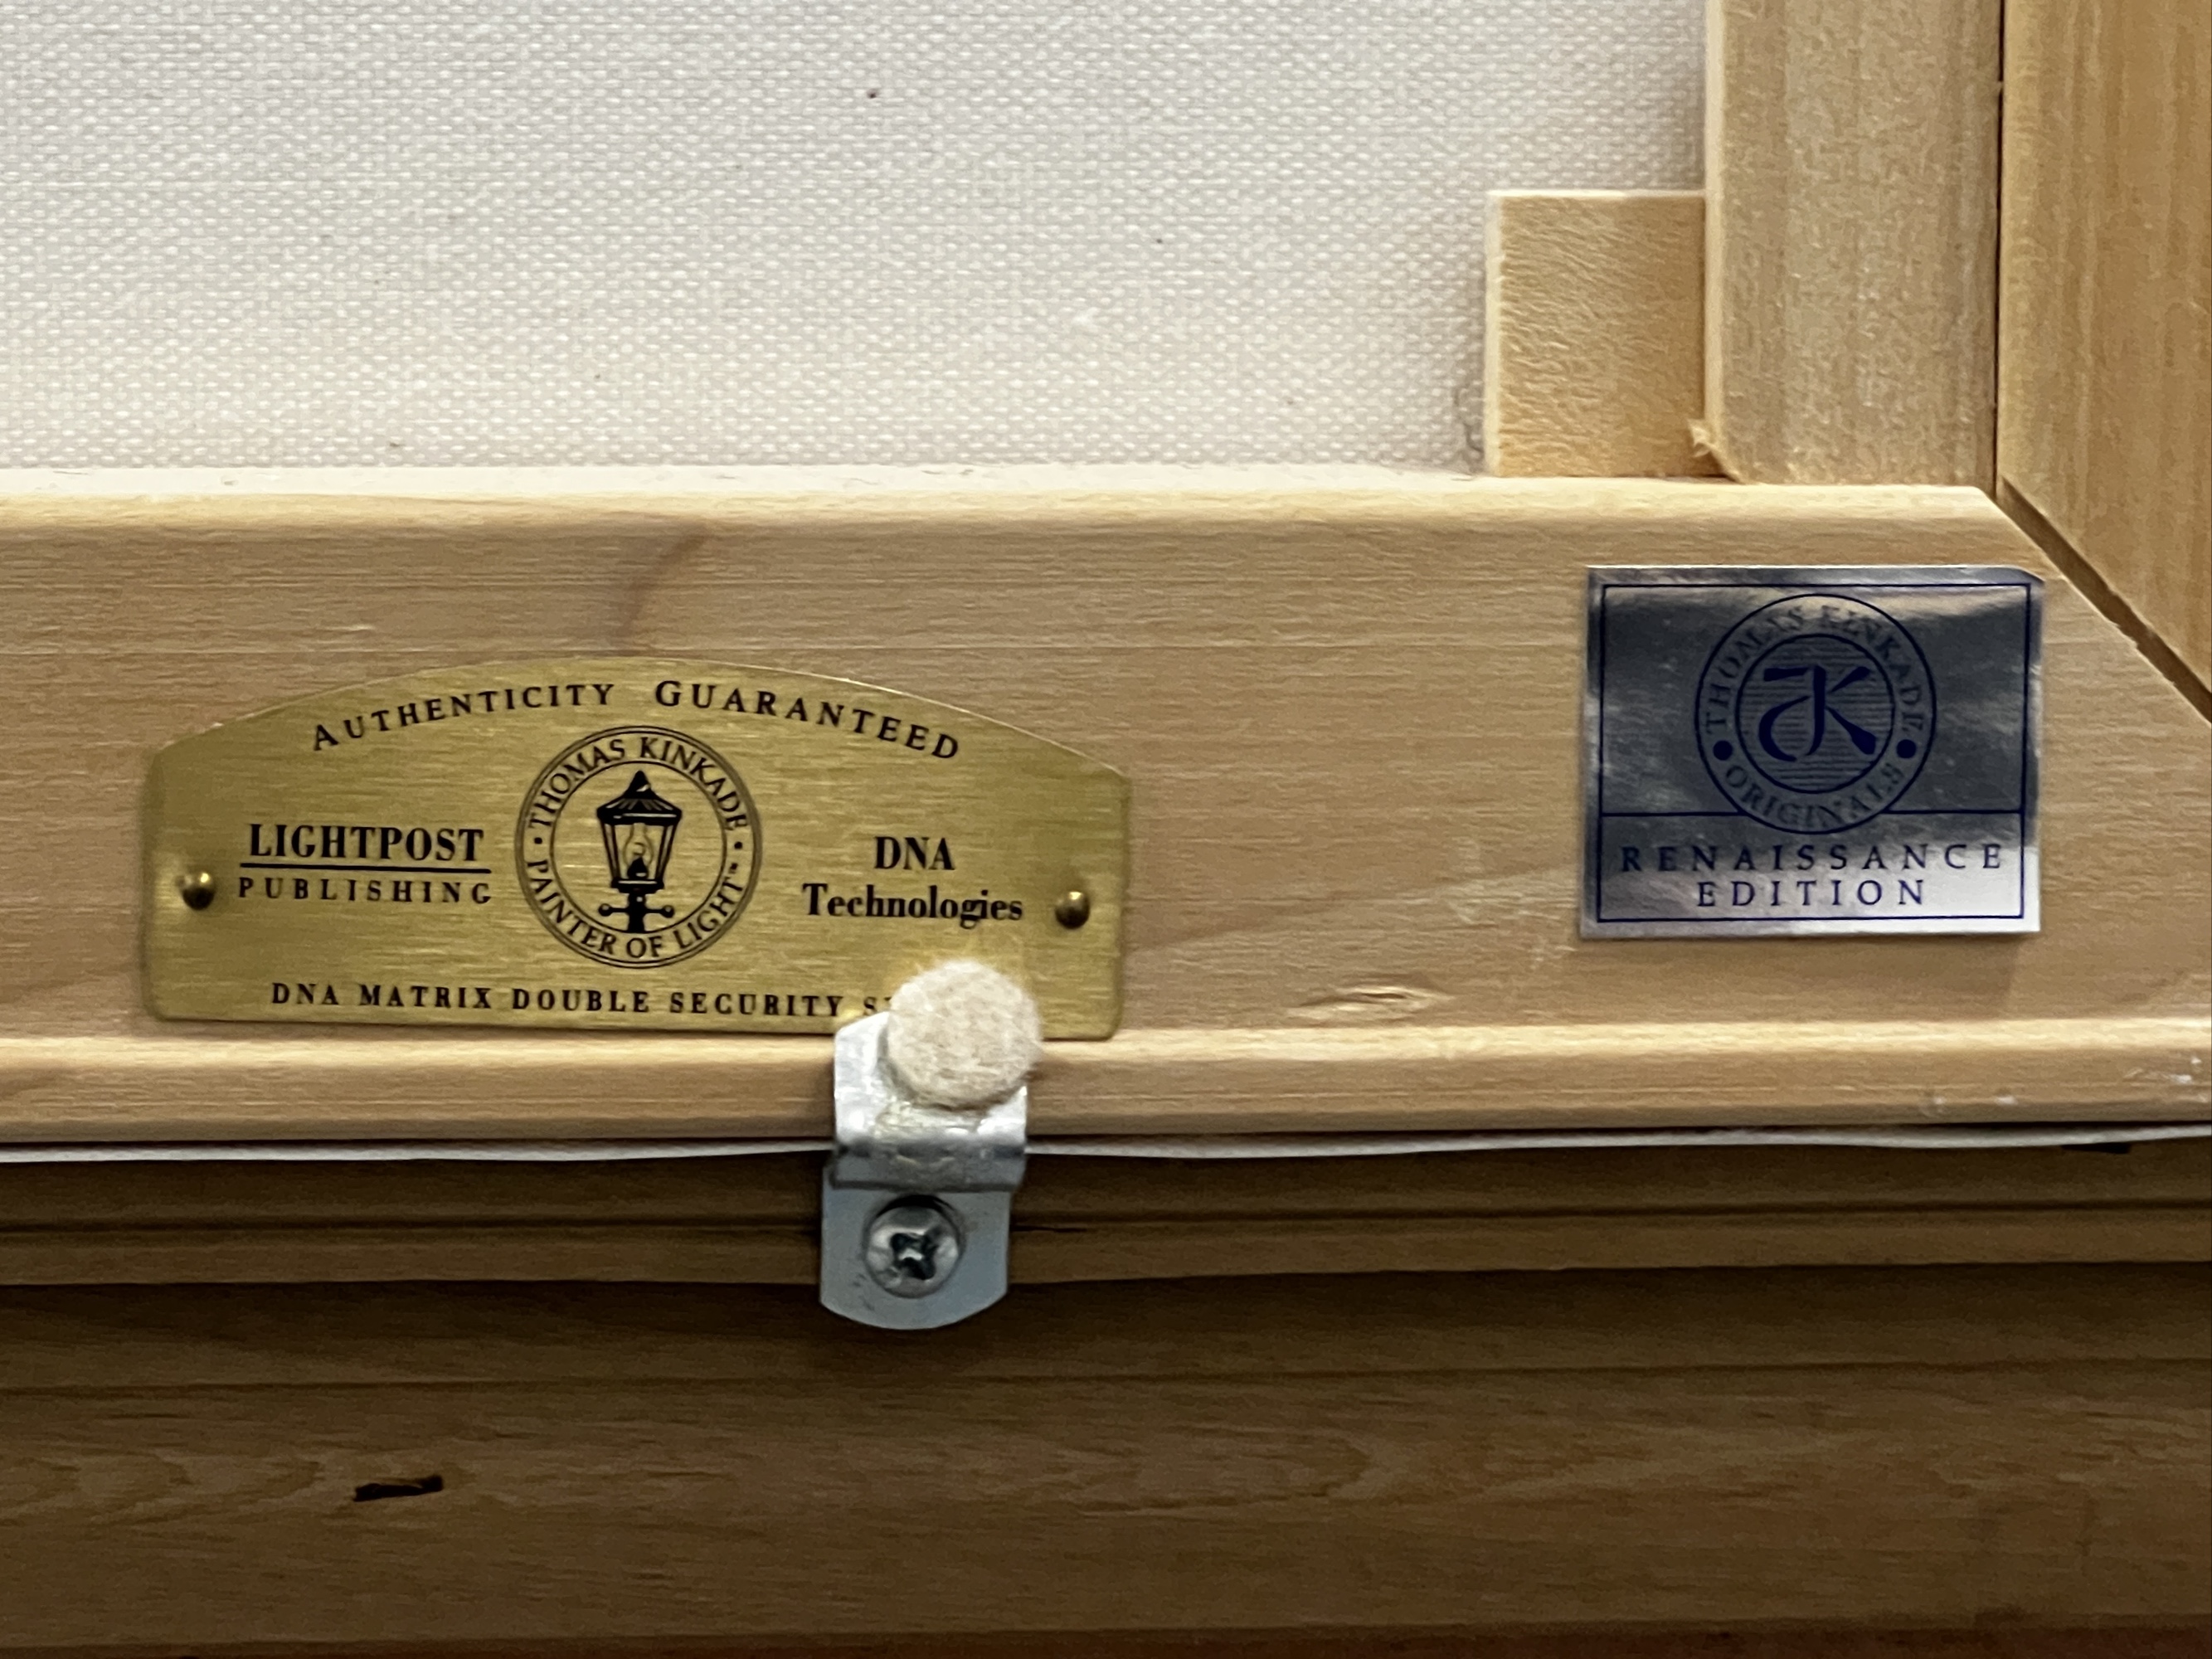 AUTHENTICITY GUARANTEED
THOMAS KINKADE
PAINTER OF LIGHT™
LIGHTPOST
PUBLISHING
DNA
Technologies
DNA MATRIX DOUBLE SECURITY
THOMAS KINKADE
TK
ORIGINALS
RENAISSANCE
EDITION